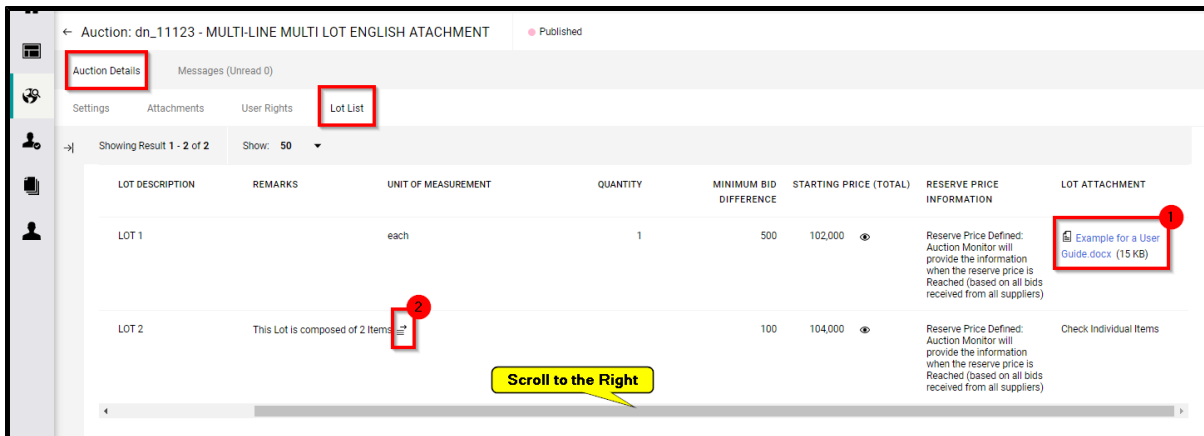 ← Auction: dn_11123 - MULTI-LINE MULTI LOT ENGLISH ATACHMENT
Published
Auction Details
Messages (Unread 0)
Settings
Attachments
User Rights
Lot List
Showing Result 1 - 2 of 2
Show: 50
LOT DESCRIPTION
REMARKS
UNIT OF MEASUREMENT
QUANTITY
MINIMUM BID
DIFFERENCE
STARTING PRICE (TOTAL)
RESERVE PRICE
INFORMATION
LOT ATTACHMENT
1
LOT 1
each
1
500
102,000
Reserve Price Defined:
Auction Monitor will
provide the information
when the reserve price is
Reached (based on all bids
received from all suppliers)
Example for a User
Guide.docx (15 KB)
2
LOT 2
This Lot is composed of 2 Items
100
104,000
Reserve Price Defined:
Auction Monitor will
provide the information
when the reserve price is
Reached (based on all bids
received from all suppliers)
Check Individual Items
Scroll to the Right